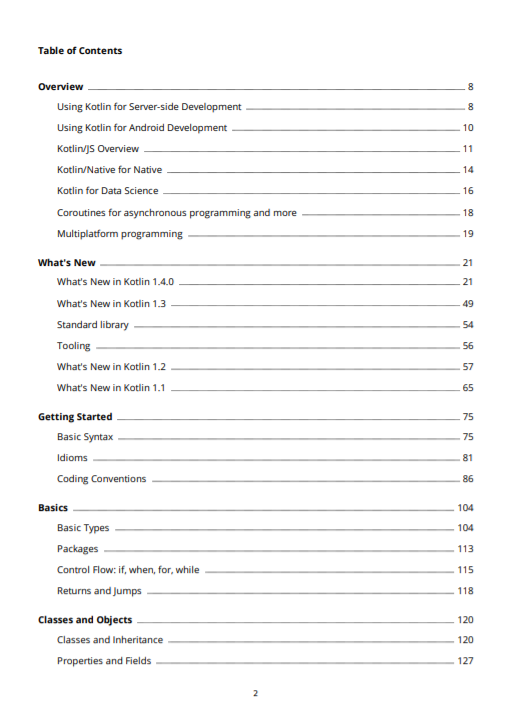 Table of Contents
Overview 8
Using Kotlin for Server-side Development 8
Using Kotlin for Android Development 10
Kotlin/JS Overview 11
Kotlin/Native for Native 14
Kotlin for Data Science 16
Coroutines for asynchronous programming and more 18
Multiplatform programming 19
What's New 21
What's New in Kotlin 1.4.0 21
What's New in Kotlin 1.3 49
Standard library 54
Tooling 56
What's New in Kotlin 1.2 57
What's New in Kotlin 1.1 65
Getting Started 75
Basic Syntax 75
Idioms 81
Coding Conventions 86
Basics 104
Basic Types 104
Packages 113
Control Flow: if, when, for, while 115
Returns and Jumps 118
Classes and Objects 120
Classes and Inheritance 120
Properties and Fields 127
2